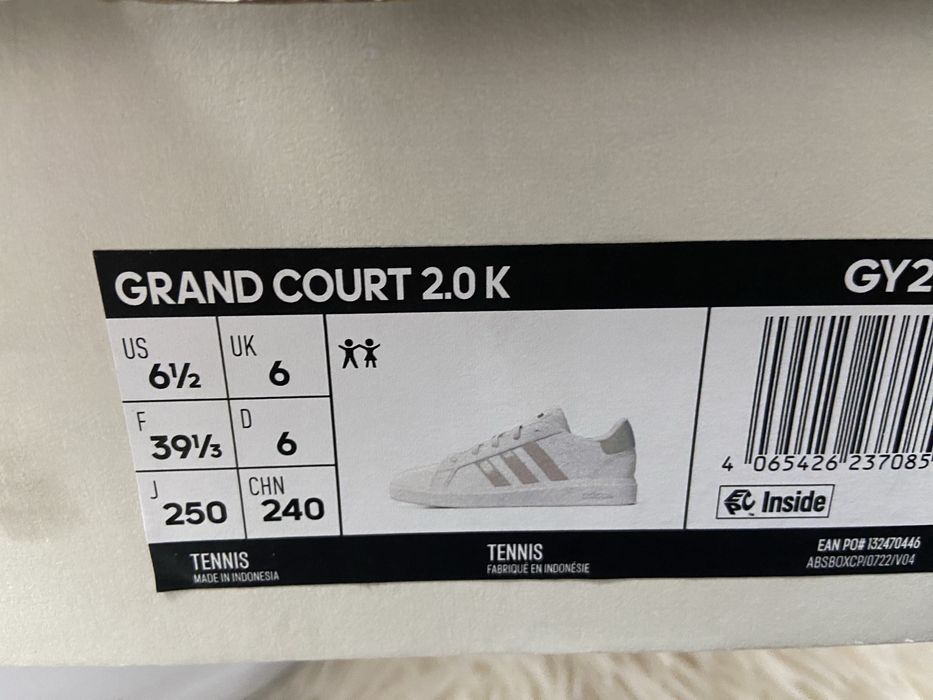 GRAND COURT 2.0 K
GY2
US
6½
UK
6
F
39⅓
D
6
J
250
CHN
240
4 065426 237085
Inside
TENNIS
MADE IN INDONESIA
TENNIS
FABRIQUÉ EN INDONÉSIE
EAN PO# 132470446
ABSBOXCP/0722/V04